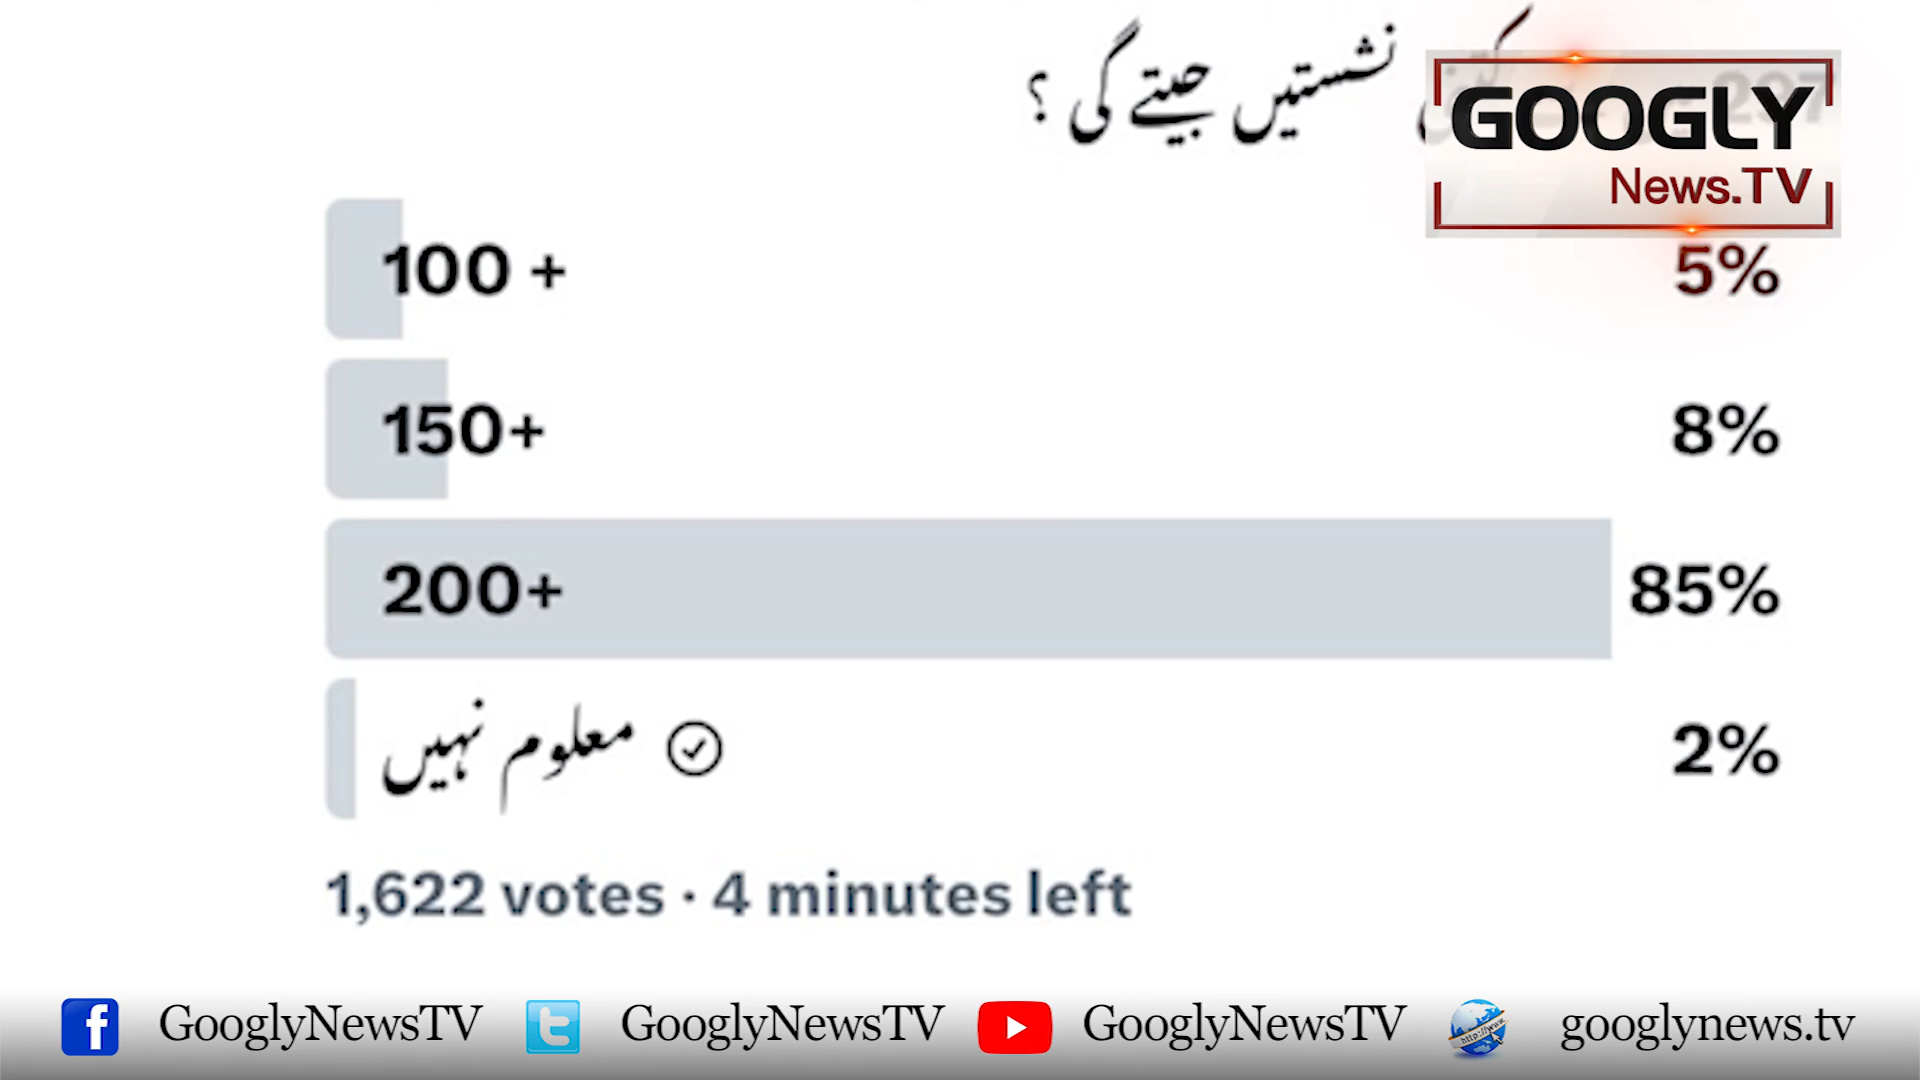 نشستیں جیتے گی ؟
GOOGLY
News.TV
100 + 5%
150+ 8%
200+ 85%
معلوم نہیں 2%
1,622 votes · 4 minutes left
GooglyNewsTV GooglyNewsTV GooglyNewsTV googlynews.tv